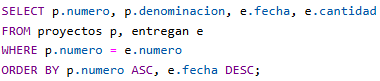 SELECT p.numero, p.denominacion, e.fecha, e.cantidad
FROM proyectos p, entregan e
WHERE p.numero = e.numero
ORDER BY p.numero ASC, e.fecha DESC;